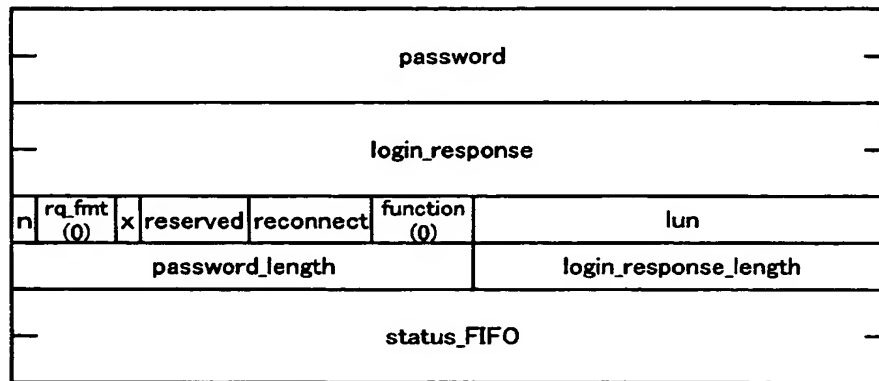 password
login_response
n rq_fmt (0) x reserved reconnect function (0) lun
password_length login_response_length
status_FIFO